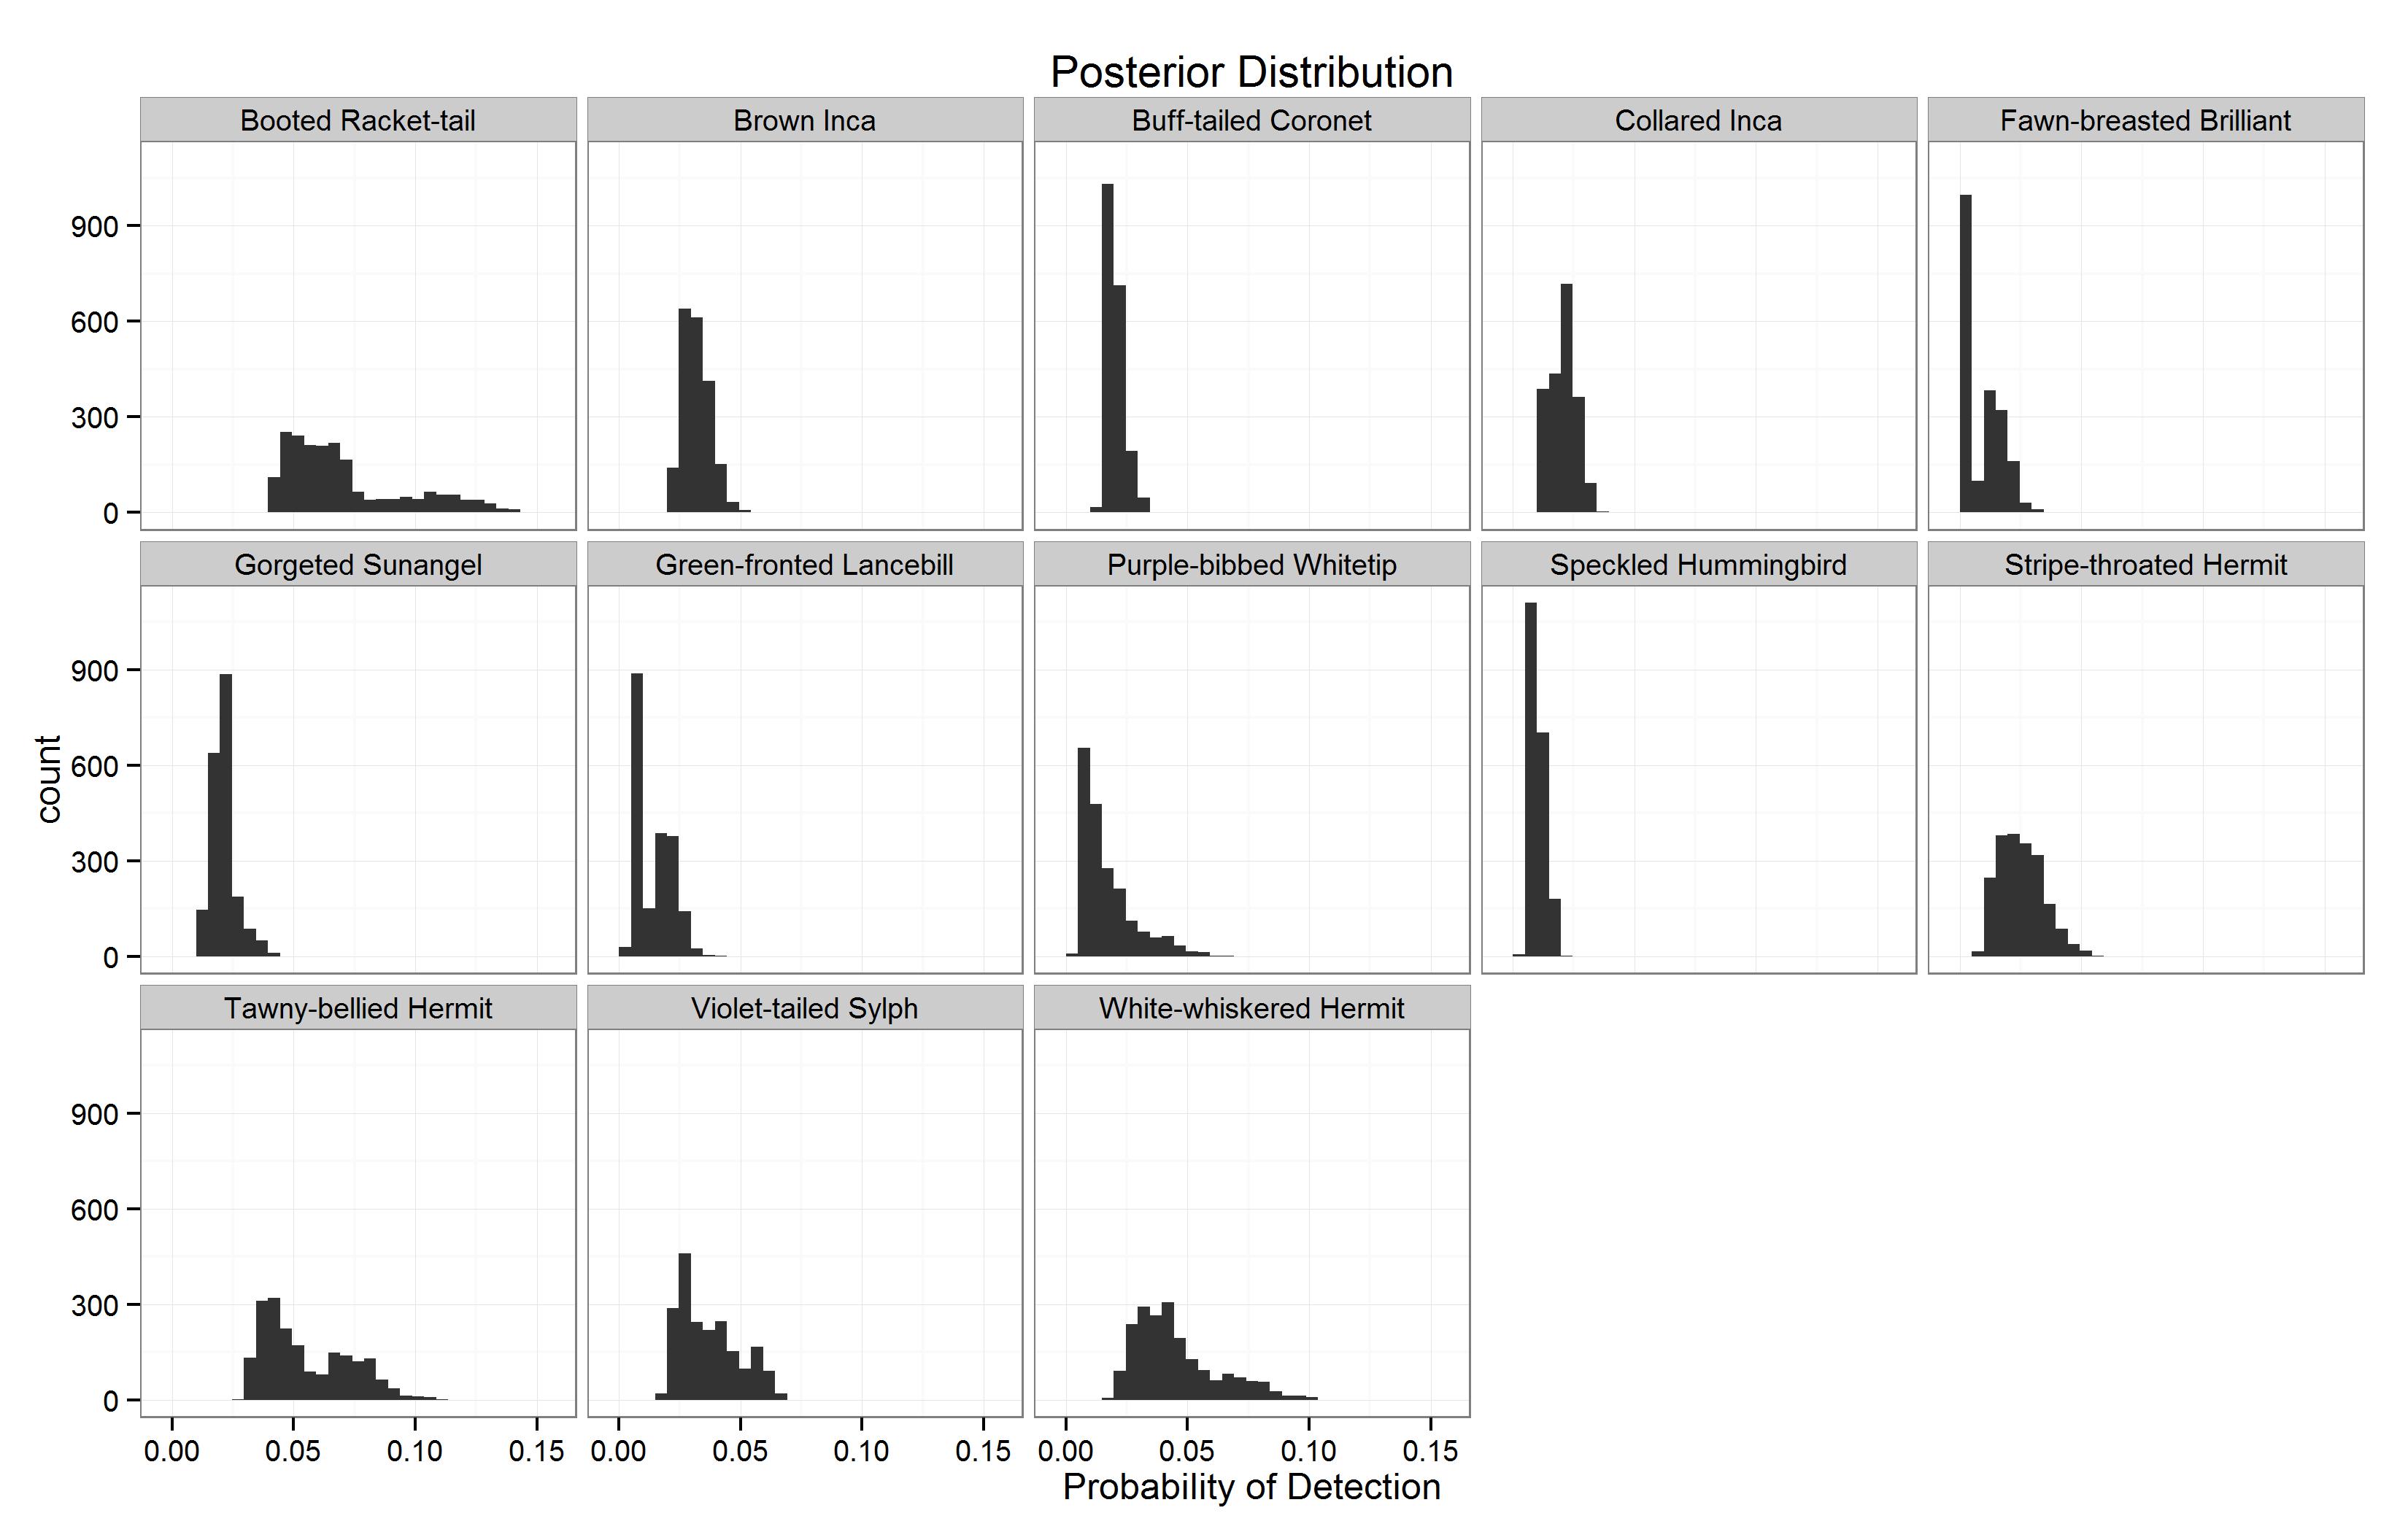 Posterior Distribution
Booted Racket-tail
Brown Inca
Buff-tailed Coronet
Collared Inca
Fawn-breasted Brilliant
900
600
300
0
Gorgeted Sunangel
Green-fronted Lancebill
Purple-bibbed Whitetip
Speckled Hummingbird
Stripe-throated Hermit
count
900
600
300
0
Tawny-bellied Hermit
Violet-tailed Sylph
White-whiskered Hermit
900
600
300
0
0.00 0.05 0.10 0.15 0.00 0.05 0.10 0.15 0.00 0.05 0.10 0.15
Probability of Detection